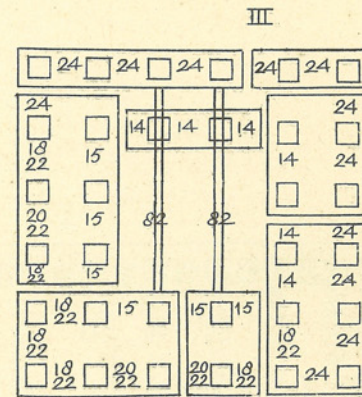 III
24 24 24 24 24
24 14 14 14 24
18 22 15 14 24
20 22 15 82 82 14 24
18 22 15 14 24
18 22 15 15 15 18 22 24
18 22
18 22 20 22 20 22 18 22 24